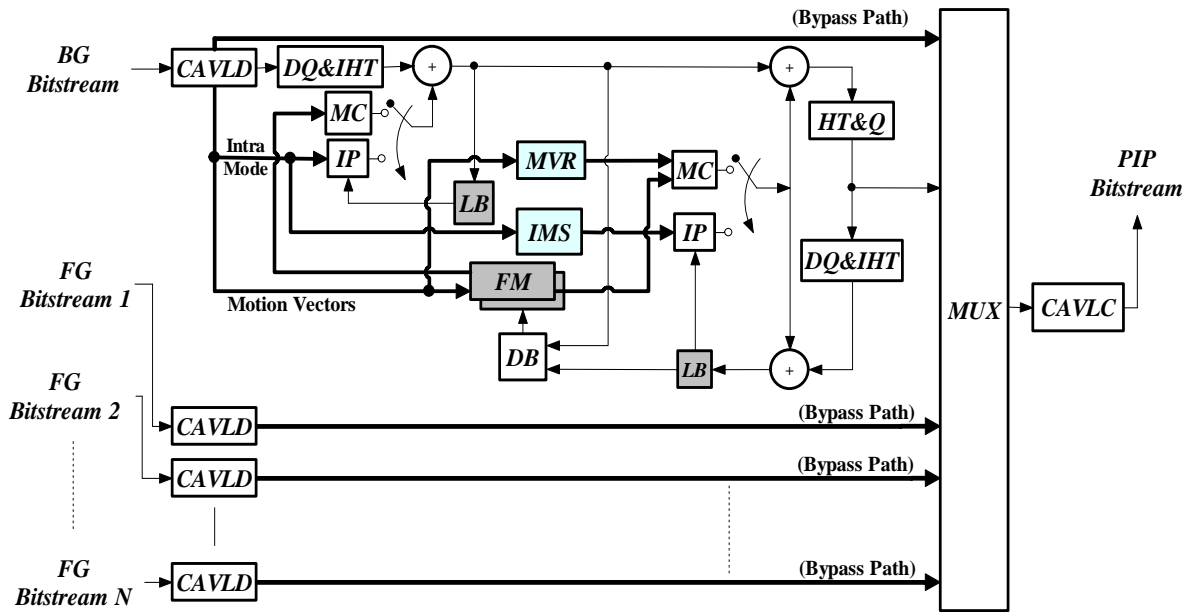 (Bypass Path)
BG
Bitstream
CAVLD
DQ&IHT
+
+
MC
HT&Q
Intra
Mode
IP
MVR
MC
PIP
Bitstream
LB
IMS
IP
DQ&IHT
FG
Bitstream 1
FM
Motion Vectors
MUX
CAVLC
DB
LB
+
FG
Bitstream 2
(Bypass Path)
CAVLD
(Bypass Path)
CAVLD
FG
Bitstream N
(Bypass Path)
CAVLD